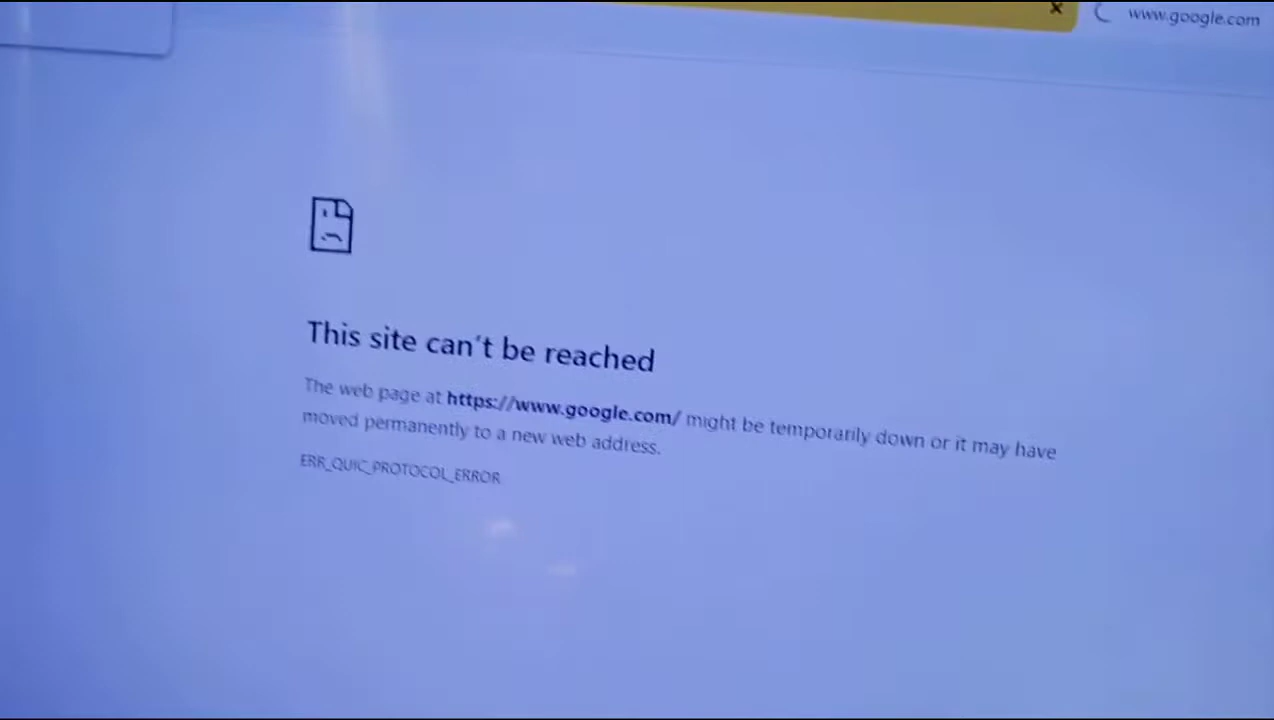 www.google.com
This site can't be reached
The web page at https://www.google.com/ might be temporarily down or it may have
moved permanently to a new web address.
ERR_QUIC_PROTOCOL_ERROR